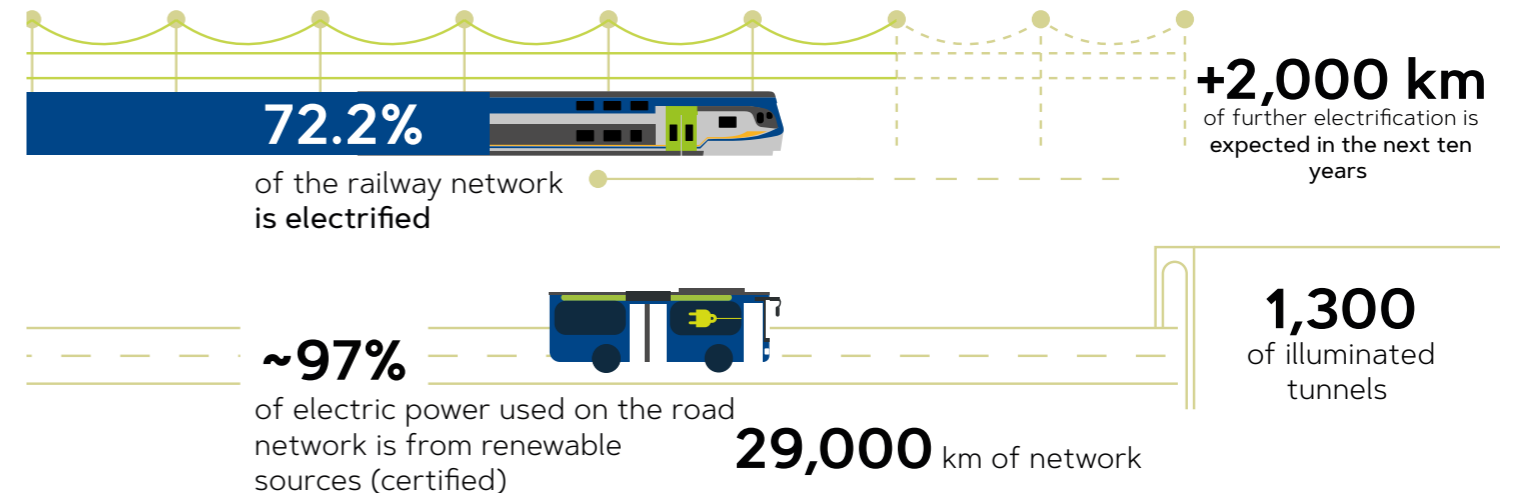 72.2%
of the railway network
is electrified
+2,000 km
of further electrification is
expected in the next ten
years
~97%
of electric power used on the road
network is from renewable
sources (certified)
29,000 km of network
1,300
of illuminated
tunnels